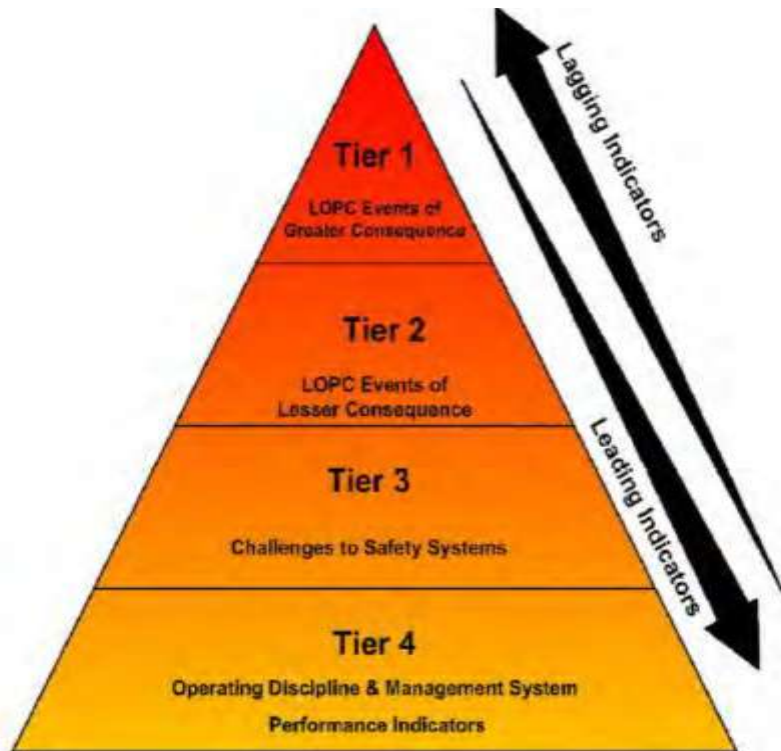 Tier 1
LOPC Events of
Greater Consequence
Tier 2
LOPC Events of
Lesser Consequence
Tier 3
Challenges to Safety Systems
Tier 4
Operating Discipline & Management System
Performance Indicators
Lagging Indicators
Leading Indicators